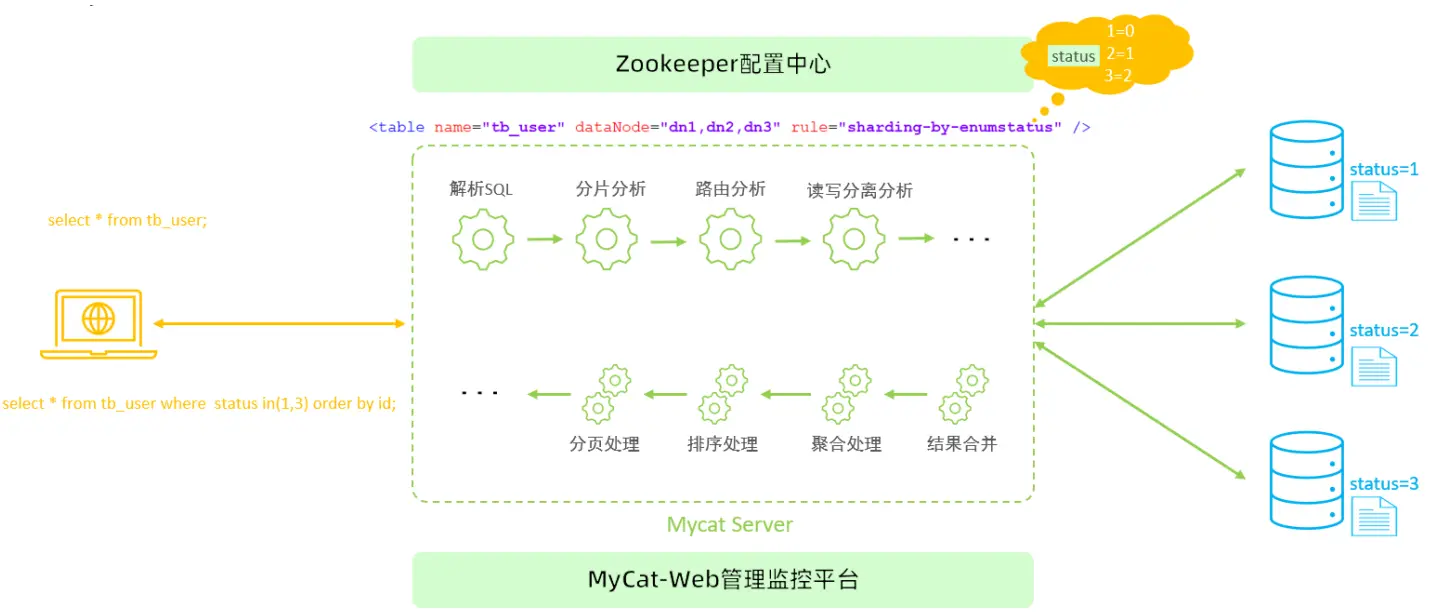 Zookeeper配置中心
status
1=0
2=1
3=2
<table name="tb_user" dataNode="dn1,dn2,dn3" rule="sharding-by-enumstatus" />
解析SQL 分片分析 路由分析 读写分离分析
select * from tb_user;
...
status=1
status=2
select * from tb_user where status in(1,3) order by id;
...
分页处理 排序处理 聚合处理 结果合并
status=3
Mycat Server
MyCat-Web管理监控平台